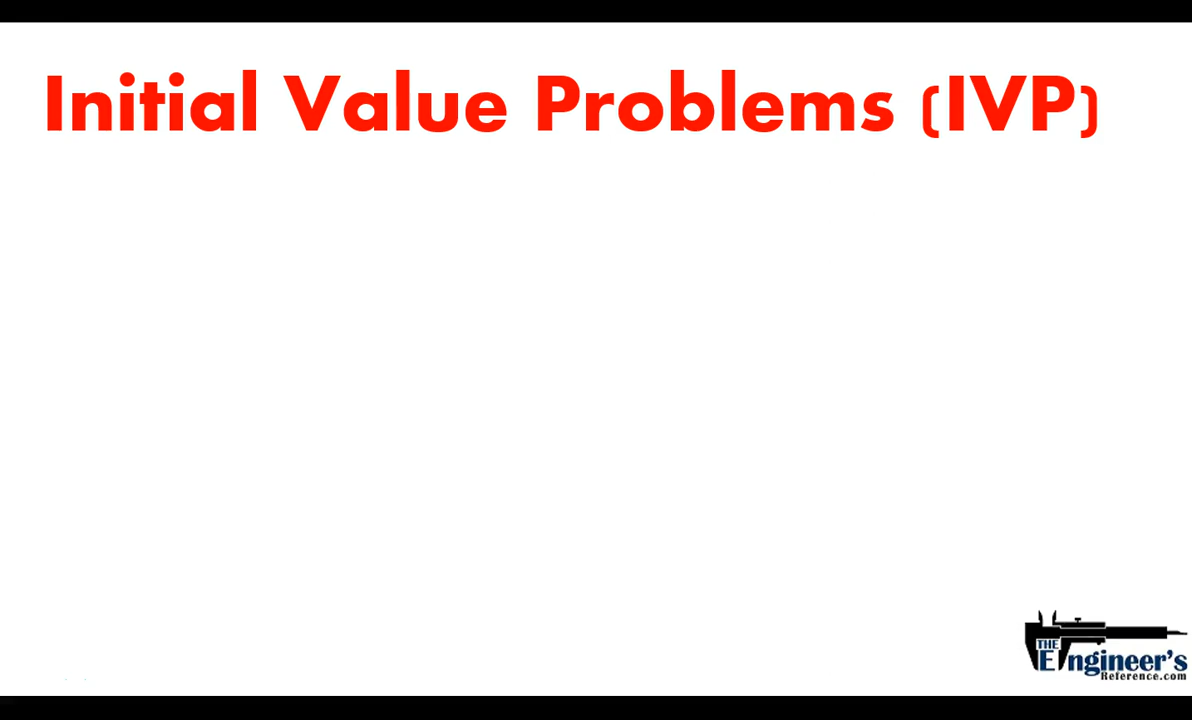 Initial Value Problems (IVP)
THE
Engineer's
Reference.com